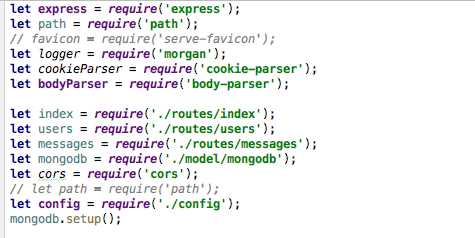 let express = require('express');
let path = require('path');
// favicon = require('serve-favicon');
let logger = require('morgan');
let cookieParser = require('cookie-parser');
let bodyParser = require('body-parser');

let index = require('./routes/index');
let users = require('./routes/users');
let messages = require('./routes/messages');
let mongodb = require('./model/mongodb');
let cors = require('cors');
// let path = require('path');
let config = require('./config');
mongodb.setup();